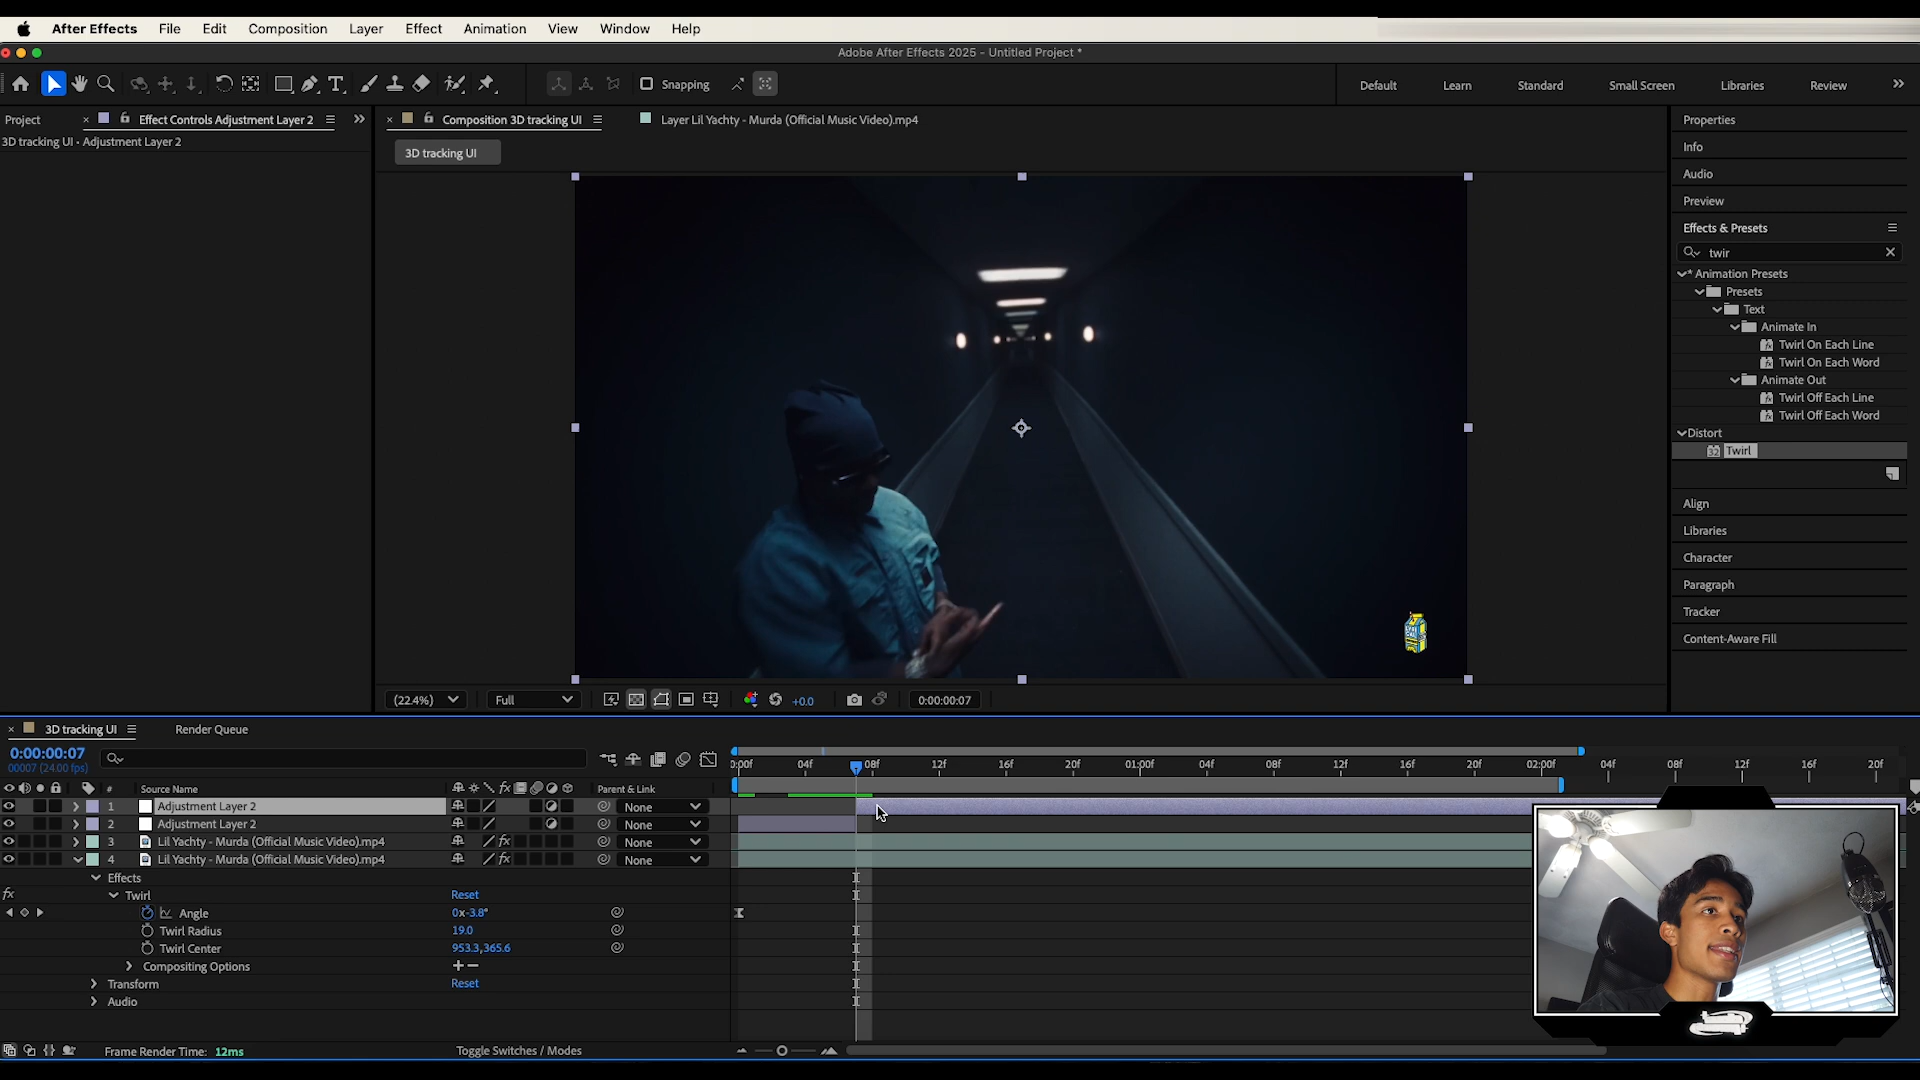 After Effects File Edit Composition Layer Effect Animation View Window Help
Adobe After Effects 2025 - Untitled Project *
Snapping
Default Learn Standard Small Screen Libraries Review
Project Effect Controls Adjustment Layer 2
Composition 3D tracking UI
Layer Lil Yachty - Murda (Official Music Video).mp4
3D tracking UI • Adjustment Layer 2
3D tracking UI
Properties
Info
Audio
Preview
Effects & Presets
twir
* Animation Presets
Presets
Text
Animate In
Twirl On Each Line
Twirl On Each Word
Animate Out
Twirl Off Each Line
Twirl Off Each Word
Distort
32 Twirl
Align
Libraries
Character
Paragraph
Tracker
Content-Aware Fill
(22.4%) Full +0.0 0:00:00:07
3D tracking UI Render Queue
0:00:00:07
00007 (24.00 fps)
0:00f 04f 08f 12f 16f 20f 01:00f 04f 08f 12f 16f 20f 02:00f 04f 08f 12f 16f 20f
# Source Name fx Parent & Link
1 Adjustment Layer 2 None
2 Adjustment Layer 2 None
3 Lil Yachty - Murda (Official Music Video).mp4 fx None
4 Lil Yachty - Murda (Official Music Video).mp4 fx None
Effects
fx Twirl Reset
Angle 0x-3.8°
Twirl Radius 19.0
Twirl Center 953.3,365.6
Compositing Options +−
Transform Reset
Audio
Frame Render Time: 12ms Toggle Switches / Modes